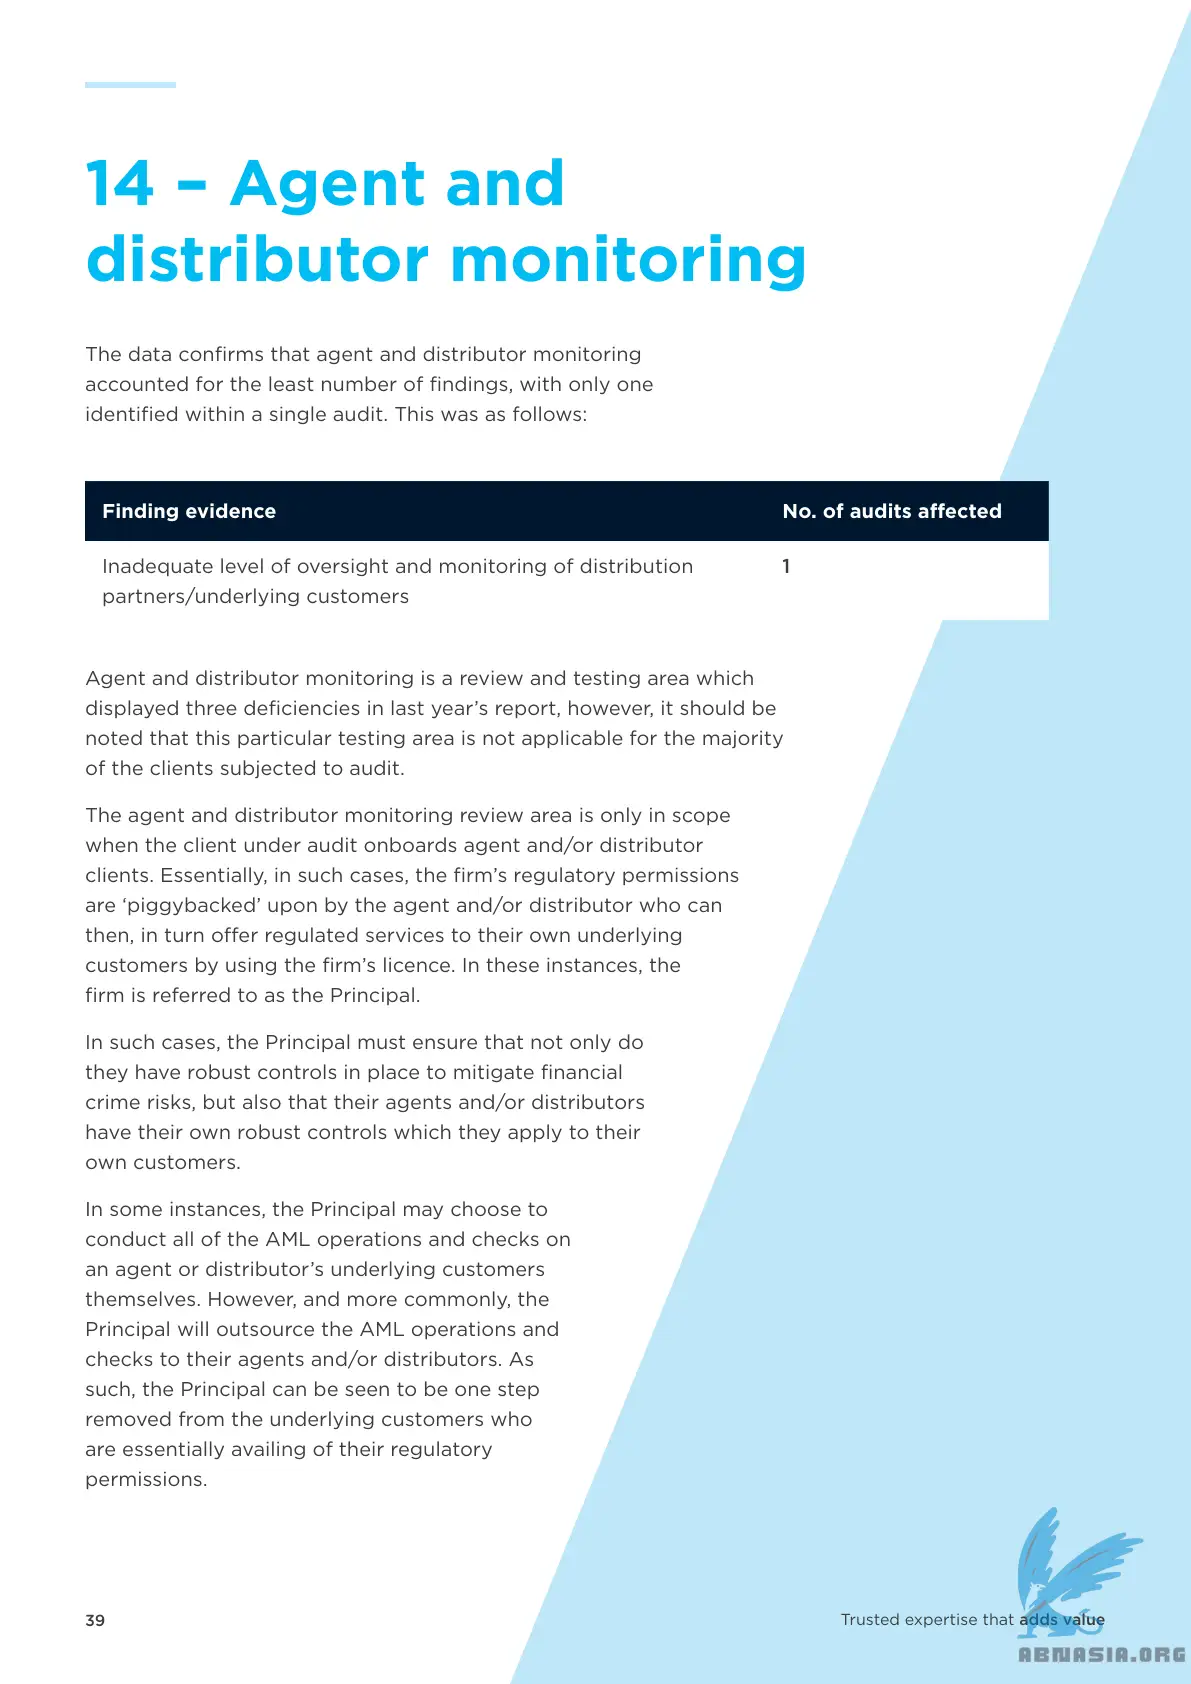 14 – Agent and
distributor monitoring
The data confirms that agent and distributor monitoring
accounted for the least number of findings, with only one
identified within a single audit. This was as follows:
Finding evidence No. of audits affected
Inadequate level of oversight and monitoring of distribution 1
partners/underlying customers
Agent and distributor monitoring is a review and testing area which
displayed three deficiencies in last year’s report, however, it should be
noted that this particular testing area is not applicable for the majority
of the clients subjected to audit.
The agent and distributor monitoring review area is only in scope
when the client under audit onboards agent and/or distributor
clients. Essentially, in such cases, the firm’s regulatory permissions
are ‘piggybacked’ upon by the agent and/or distributor who can
then, in turn offer regulated services to their own underlying
customers by using the firm’s licence. In these instances, the
firm is referred to as the Principal.
In such cases, the Principal must ensure that not only do
they have robust controls in place to mitigate financial
crime risks, but also that their agents and/or distributors
have their own robust controls which they apply to their
own customers.
In some instances, the Principal may choose to
conduct all of the AML operations and checks on
an agent or distributor’s underlying customers
themselves. However, and more commonly, the
Principal will outsource the AML operations and
checks to their agents and/or distributors. As
such, the Principal can be seen to be one step
removed from the underlying customers who
are essentially availing of their regulatory
permissions.
39 Trusted expertise that adds value
ABNASIA.ORG